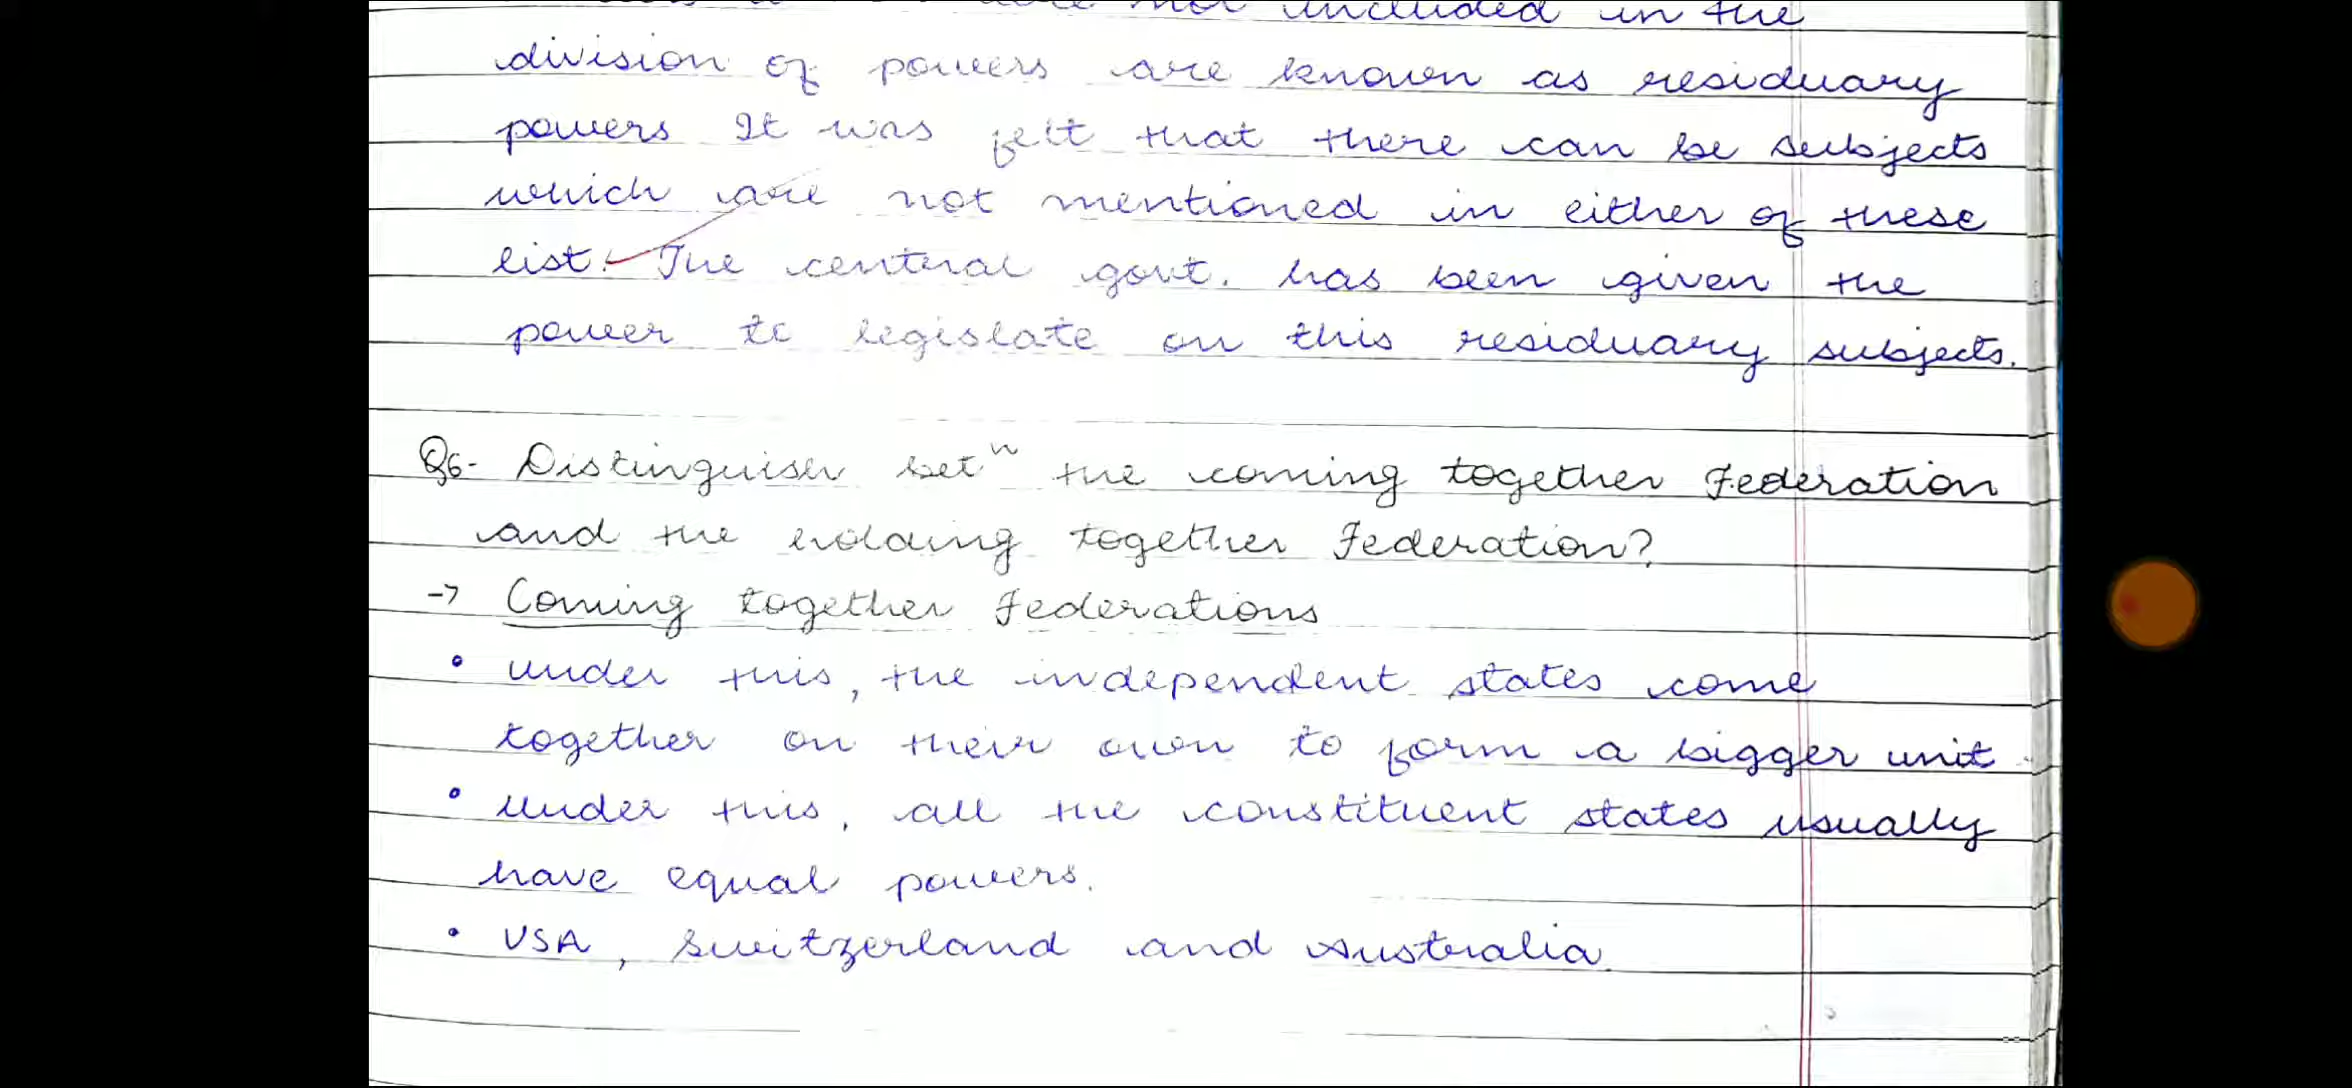 not included in the
division of powers are known as residuary
powers It was felt that there can be subjects
which are not mentioned in either of these
list. The central govt. has been given the
power to legislate on this residuary subjects.
Q6- Distinguish betn the coming together Federation
and the holding together Federation?
→ Coming together Federations
• under this, the independent states come
together on their own to form a bigger unit
• under this, all the constituent states usually
have equal powers.
• USA, Switzerland and Australia.